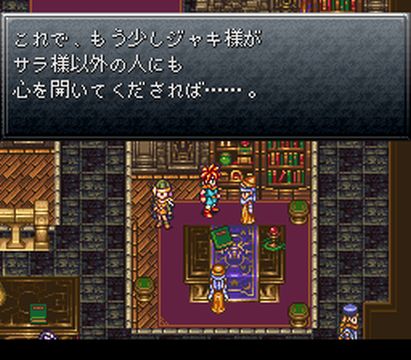 これで、もう少しジャキ様が
サラ様以外の人にも
心を開いてくだされば……。